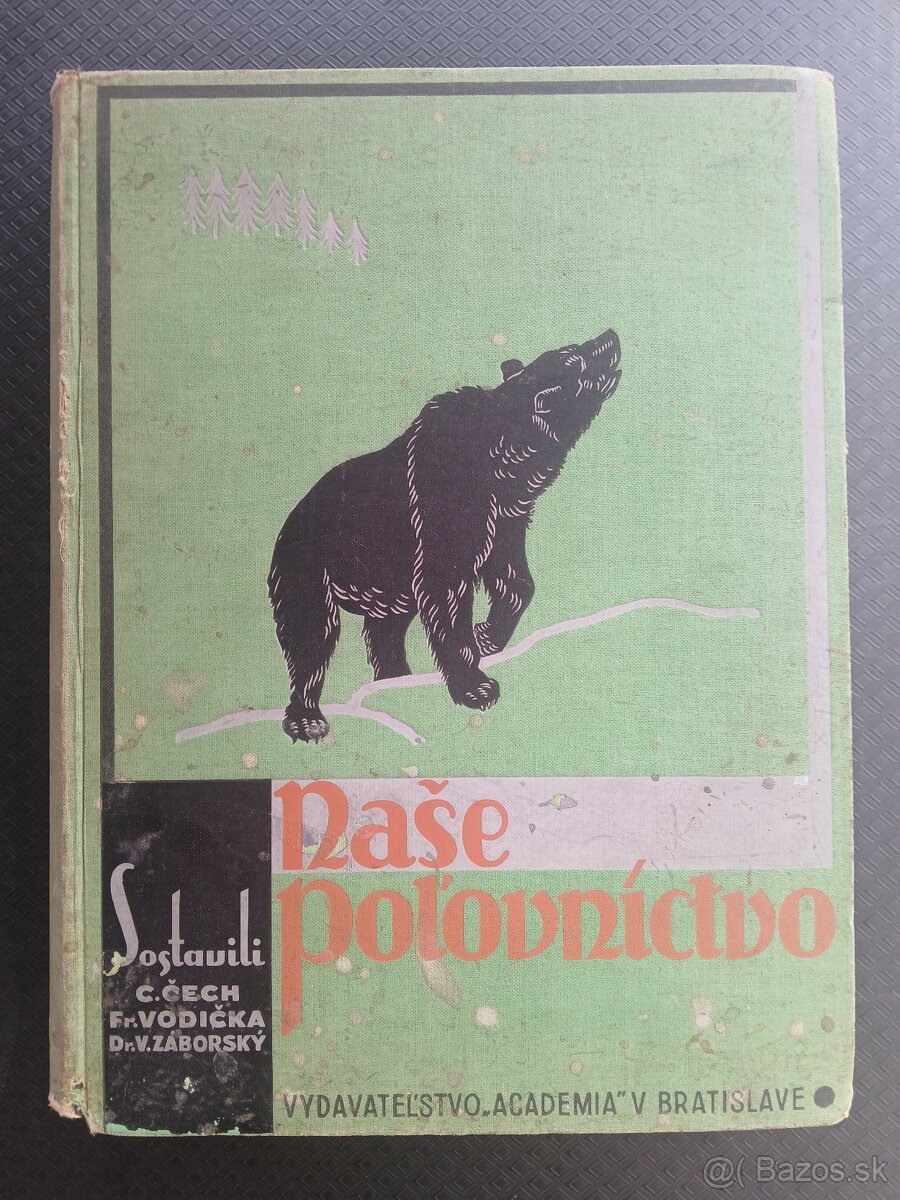 Naše
poľovníctvo
Sostavili
C. ČECH
Fr. VODIČKA
Dr. V. ZÁBORSKÝ
VYDAVATEĽSTVO „ACADEMIA" V BRATISLAVE
@( Bazos.sk